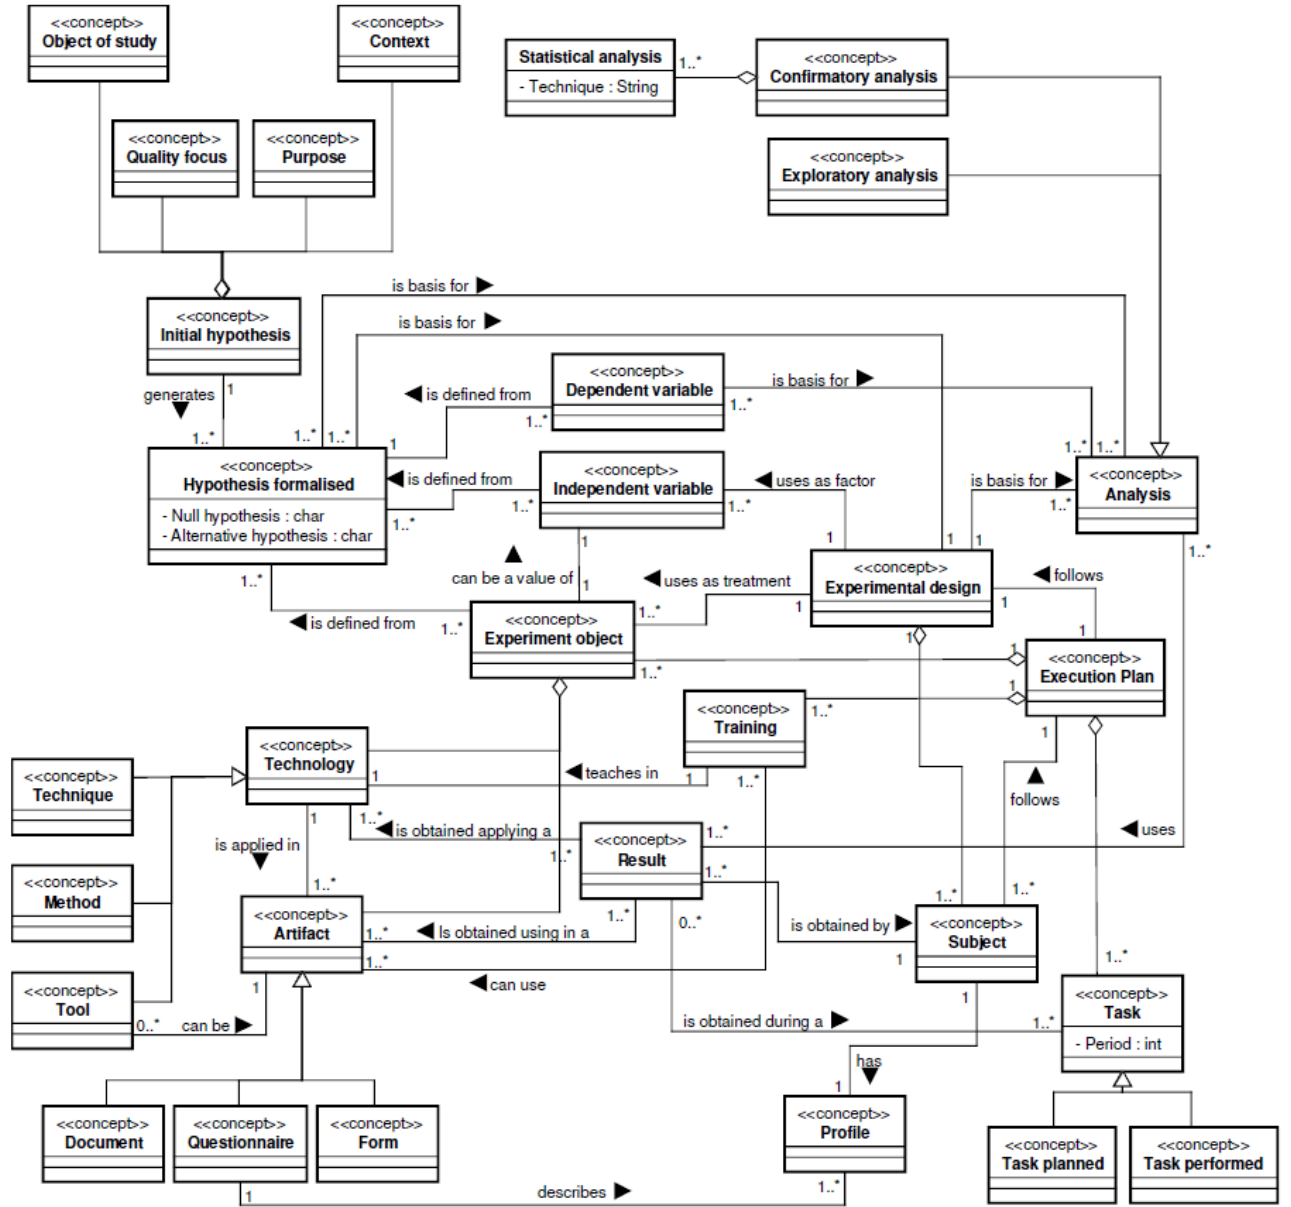 <<concept>>
Object of study
<<concept>>
Context
Statistical analysis
- Technique : String
1..*
<<concept>>
Confirmatory analysis
<<concept>>
Quality focus
<<concept>>
Purpose
<<concept>>
Exploratory analysis
is basis for
<<concept>>
Initial hypothesis
is basis for
generates
1
1..*
1..*
1..*
<<concept>>
Dependent variable
is basis for
1..*
is defined from
1..*
1
1..*
1..*
<<concept>>
Hypothesis formalised
- Null hypothesis : char
- Alternative hypothesis : char
is defined from
1..*
1..*
<<concept>>
Independent variable
uses as factor
1..*
is basis for
1..*
<<concept>>
Analysis
1
1
1
1..*
1
can be a value of
1
uses as treatment
1
<<concept>>
Experimental design
follows
1
1..*
is defined from
1..*
<<concept>>
Experiment object
1..*
1
1
1
1..*
<<concept>>
Execution Plan
1
<<concept>>
Training
1..*
1
<<concept>>
Technology
1
teaches in
1
1..*
follows
<<concept>>
Technique
is applied in
1
1..*
is obtained applying a
1..*
<<concept>>
Result
1..*
uses
1..*
<<concept>>
Method
1..*
<<concept>>
Artifact
1..*
Is obtained using in a
1..*
0..*
is obtained by
1..*
1..*
1
<<concept>>
Subject
1..*
1..*
can use
<<concept>>
Tool
0..*
can be
1
is obtained during a
1..*
1
<<concept>>
Task
- Period : int
has
1
<<concept>>
Document
<<concept>>
Questionnaire
<<concept>>
Form
<<concept>>
Profile
<<concept>>
Task planned
<<concept>>
Task performed
1
describes
1..*